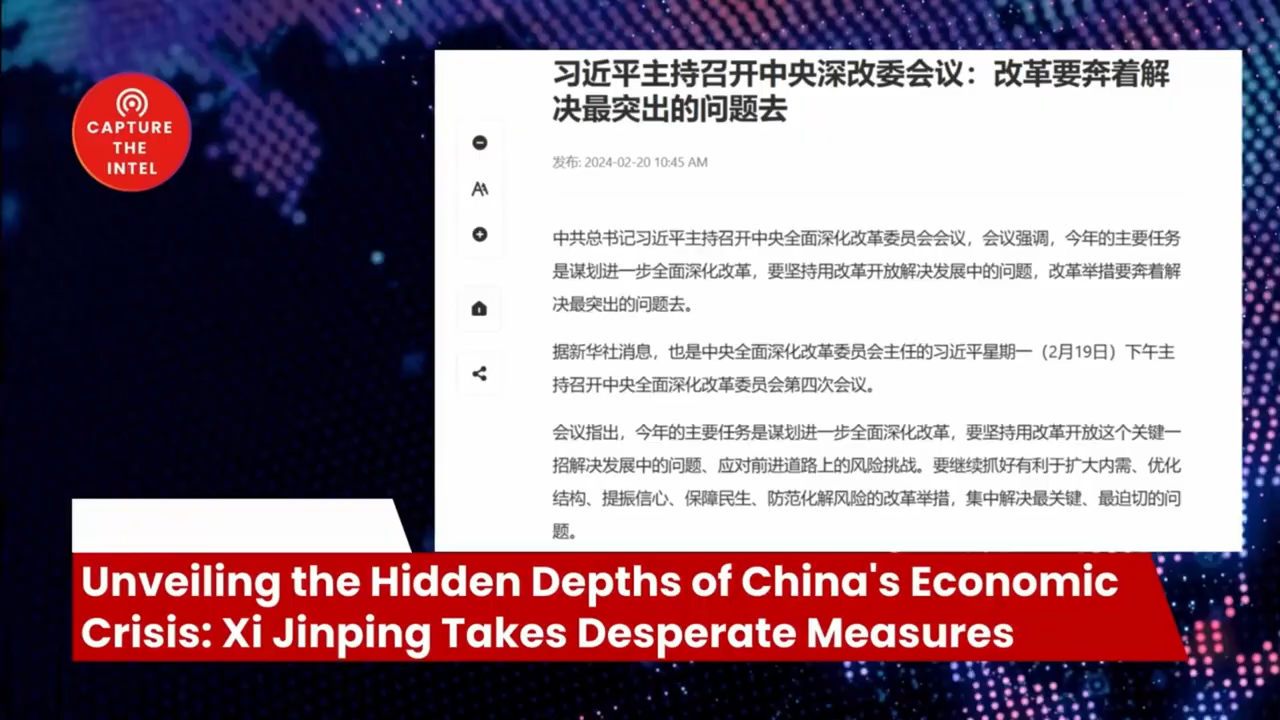 CAPTURE
THE
INTEL
习近平主持召开中央深改委会议：改革要奔着解
决最突出的问题去
发布: 2024-02-20 10:45 AM
中共总书记习近平主持召开中央全面深化改革委员会会议，会议强调，今年的主要任务
是谋划进一步全面深化改革，要坚持用改革开放解决发展中的问题，改革举措要奔着解
决最突出的问题去。
据新华社消息，也是中央全面深化改革委员会主任的习近平星期一（2月19日）下午主
持召开中央全面深化改革委员会第四次会议。
会议指出，今年的主要任务是谋划进一步全面深化改革，要坚持用改革开放这个关键一
招解决发展中的问题、应对前进道路上的风险挑战。要继续抓好有利于扩大内需、优化
结构、提振信心、保障民生、防范化解风险的改革举措，集中解决最关键、最迫切的问
题。
Unveiling the Hidden Depths of China's Economic
Crisis: Xi Jinping Takes Desperate Measures